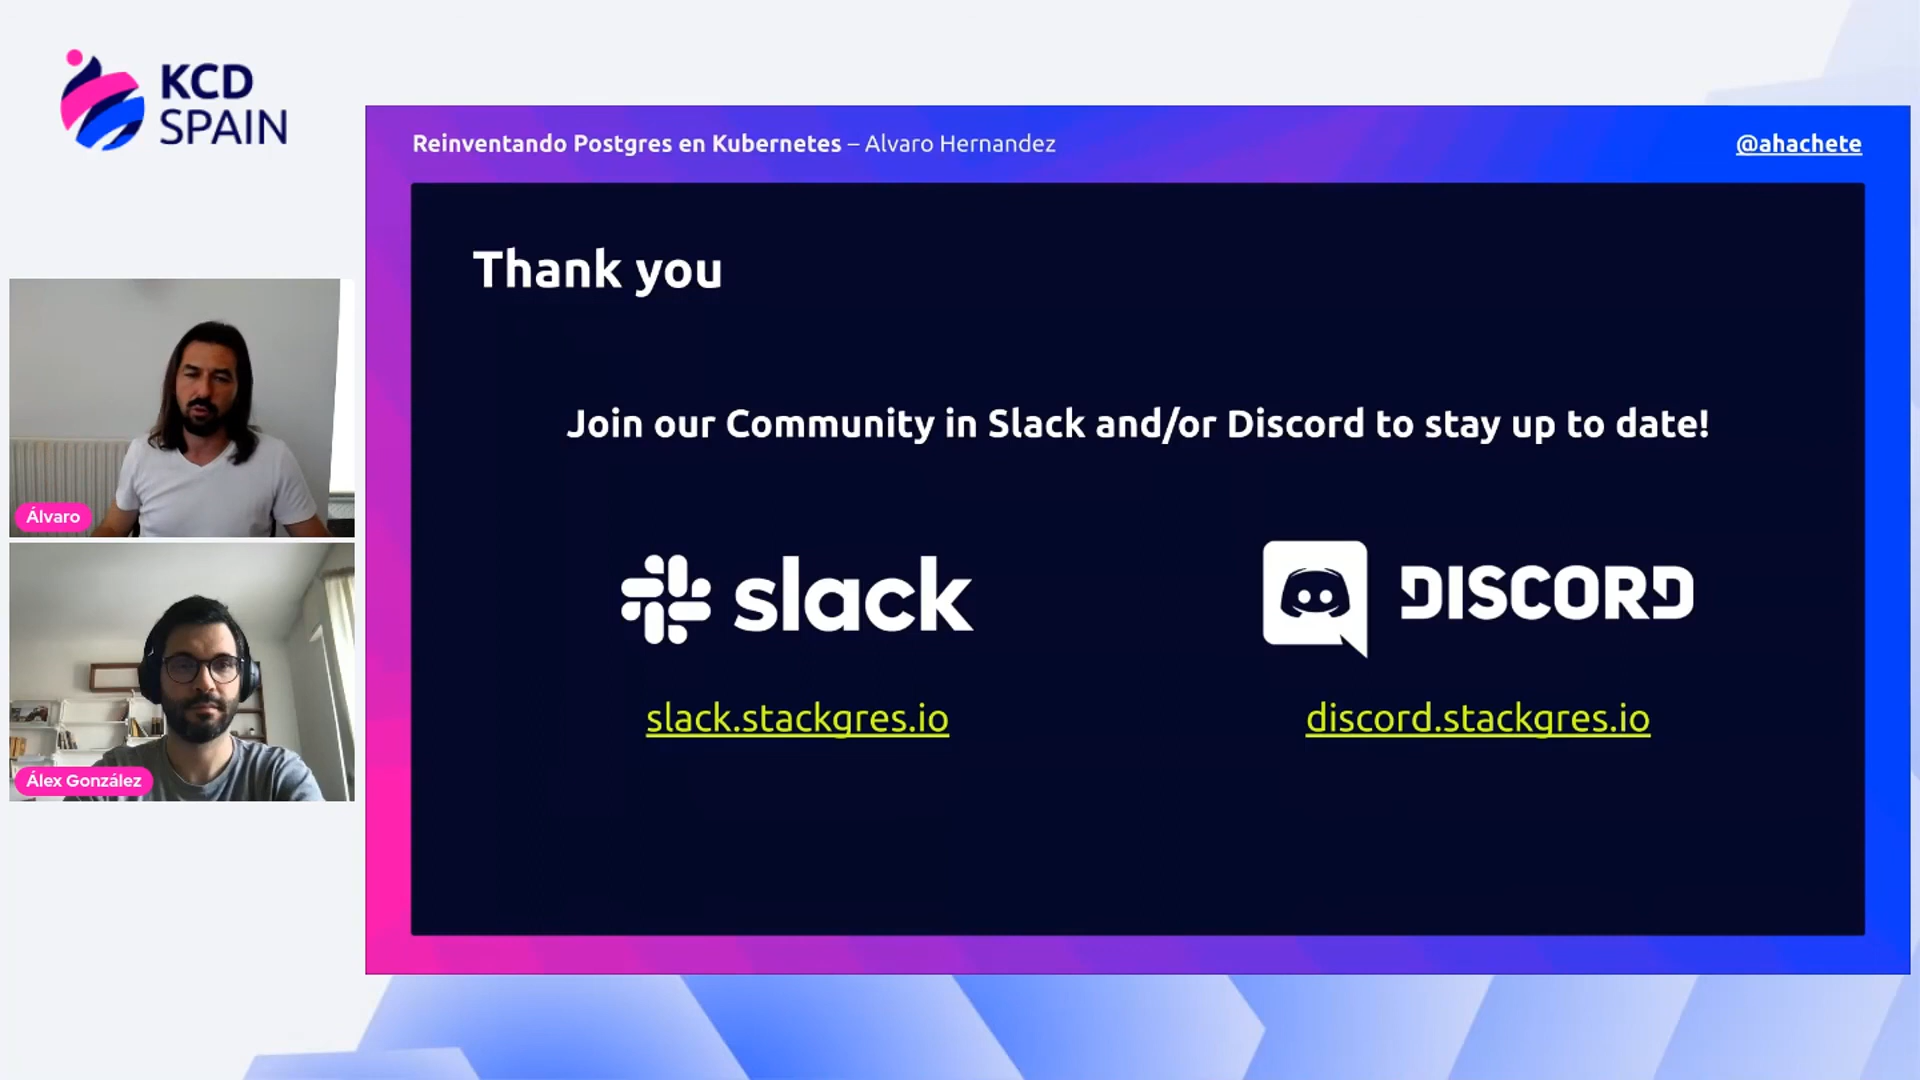 KCD
SPAIN
Reinventando Postgres en Kubernetes – Alvaro Hernandez
@ahachete
Thank you
Join our Community in Slack and/or Discord to stay up to date!
slack
DISCORD
slack.stackgres.io
discord.stackgres.io
Álvaro
Álex González